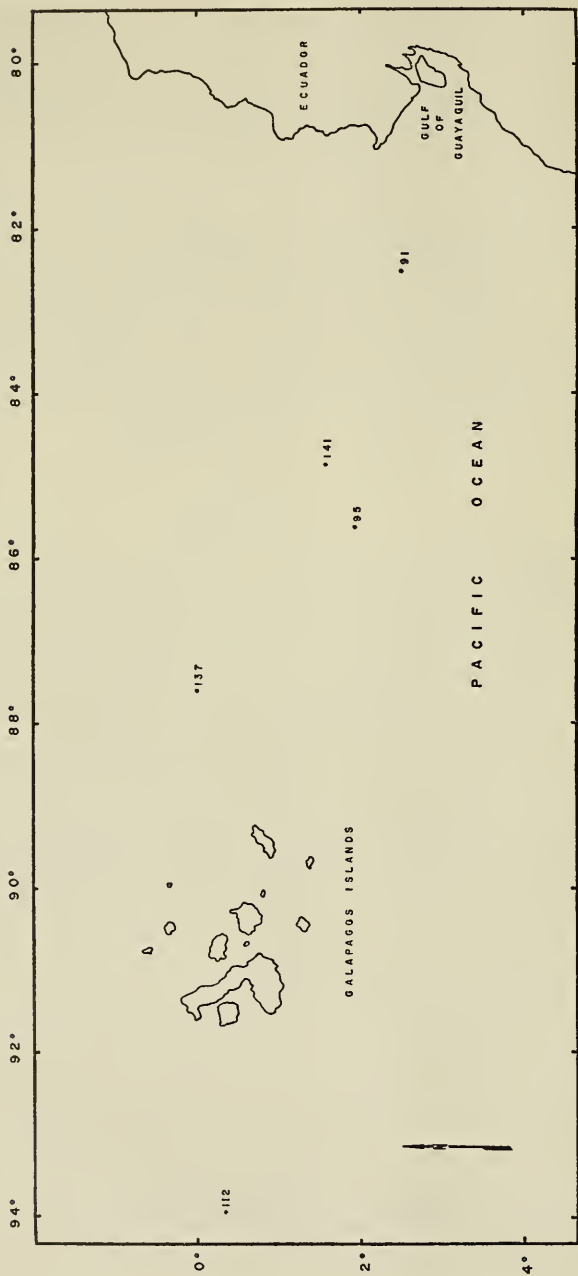 94° 92° 90° 88° 86° 84° 82° 80°
0°
137
112
ECUADOR
141
GALAPAGOS ISLANDS
95
2°
91
GULF
OF
GUAYAQUIL
N
PACIFIC OCEAN
4°